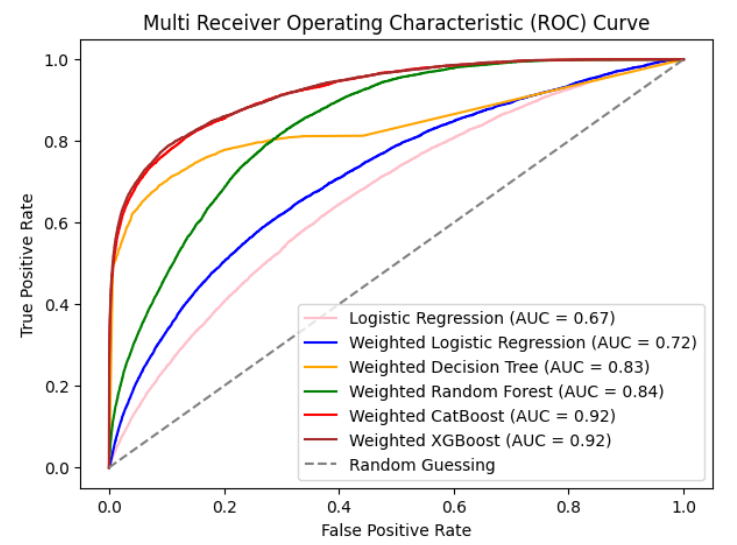 Multi Receiver Operating Characteristic (ROC) Curve
True Positive Rate
1.0
0.8
0.6
0.4
0.2
0.0
Logistic Regression (AUC = 0.67)
Weighted Logistic Regression (AUC = 0.72)
Weighted Decision Tree (AUC = 0.83)
Weighted Random Forest (AUC = 0.84)
Weighted CatBoost (AUC = 0.92)
Weighted XGBoost (AUC = 0.92)
Random Guessing
0.0 0.2 0.4 0.6 0.8 1.0
False Positive Rate